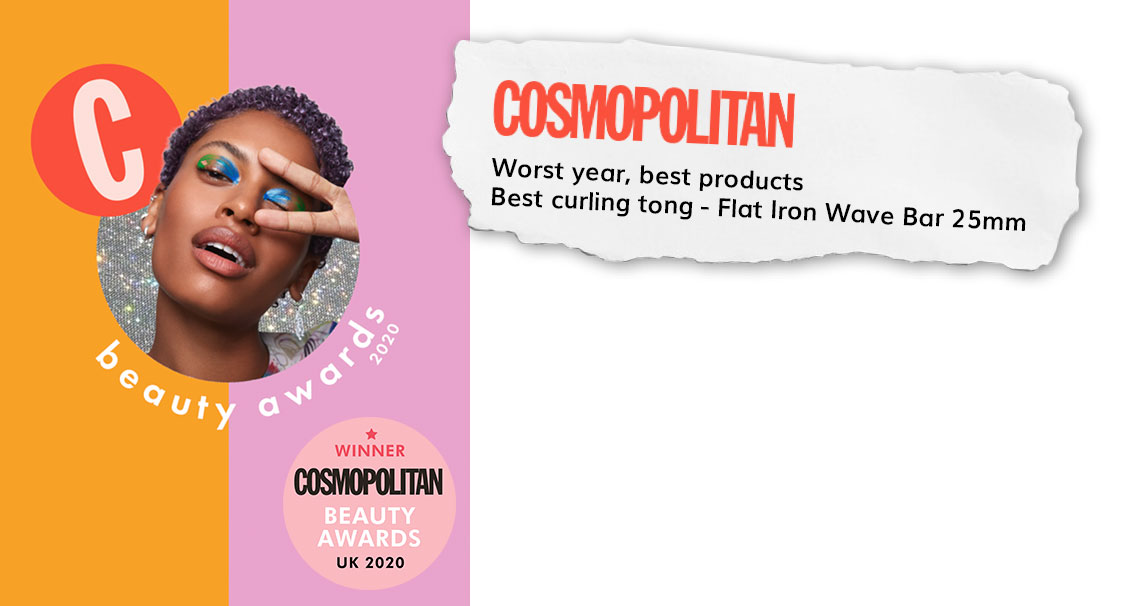 C
beauty awards
2020
WINNER
COSMOPOLITAN
BEAUTY
AWARDS
UK 2020
COSMOPOLITAN
Worst year, best products
Best curling tong - Flat Iron Wave Bar 25mm